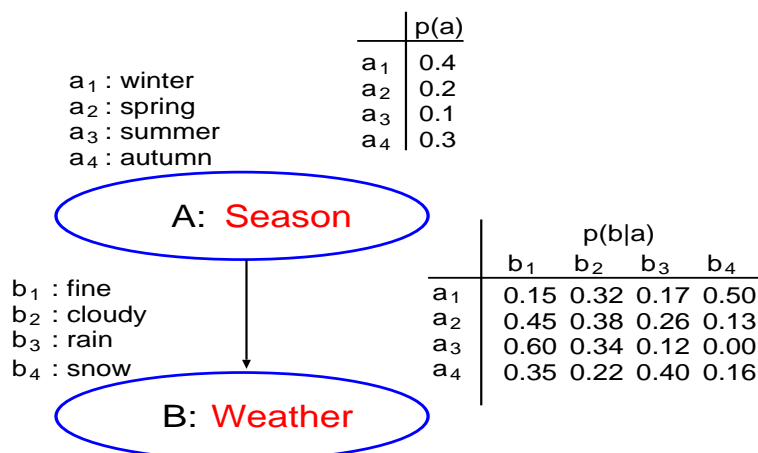 p(a)
a1 0.4
a2 0.2
a3 0.1
a4 0.3
a1 : winter
a2 : spring
a3 : summer
a4 : autumn
A: Season
p(b|a)
b1 b2 b3 b4
a1 0.15 0.32 0.17 0.50
a2 0.45 0.38 0.26 0.13
a3 0.60 0.34 0.12 0.00
a4 0.35 0.22 0.40 0.16
b1 : fine
b2 : cloudy
b3 : rain
b4 : snow
B: Weather